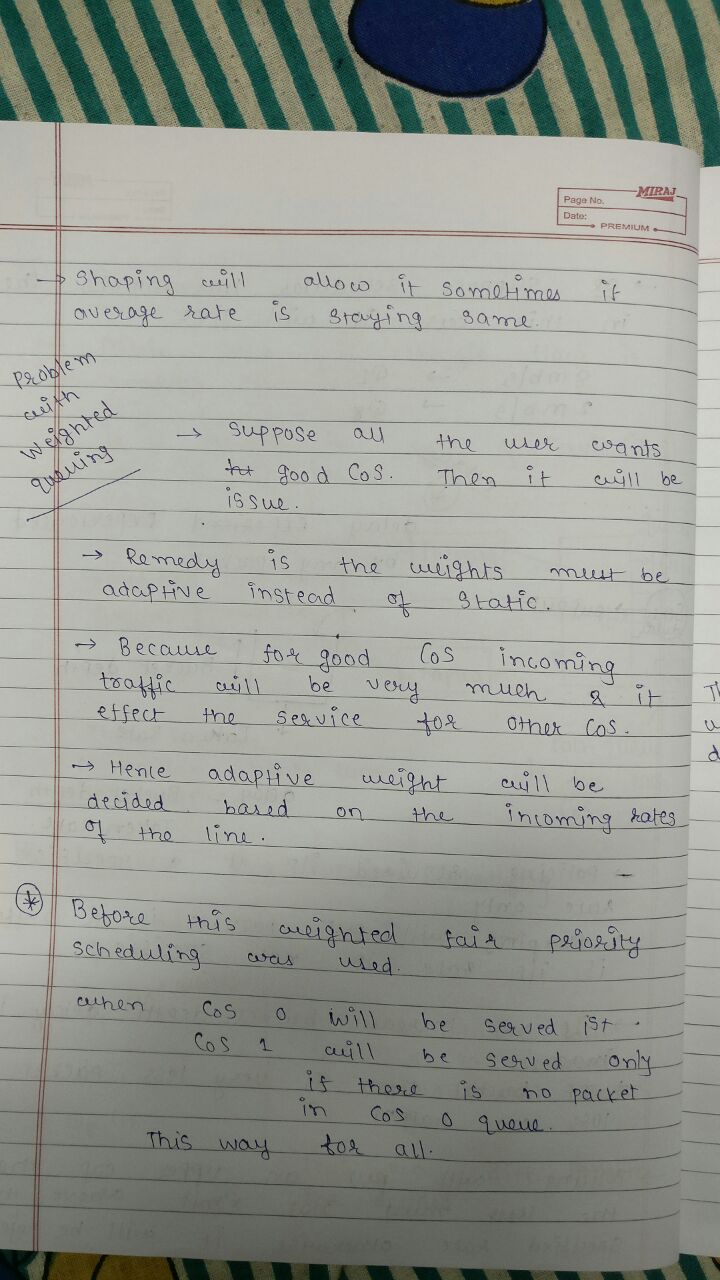 MIRAJ
Page No.
Date:
PREMIUM
→ Shaping will allow it sometimes if
average rate is staying same.
Problem
with
weighted
queuing
→ Suppose all the user wants
good CoS. Then it will be
issue.
→ Remedy is the weights must be
adaptive instead of static.
→ Because for good CoS incoming
traffic will be very much & it
effect the service for other CoS.
→ Hence adaptive weight will be
decided based on the incoming rates
of the line.
* Before this weighted fair priority
scheduling was used.
when CoS 0 will be served 1st.
CoS 1 will be served only
if there is no packet
in CoS 0 queue.
This way for all.